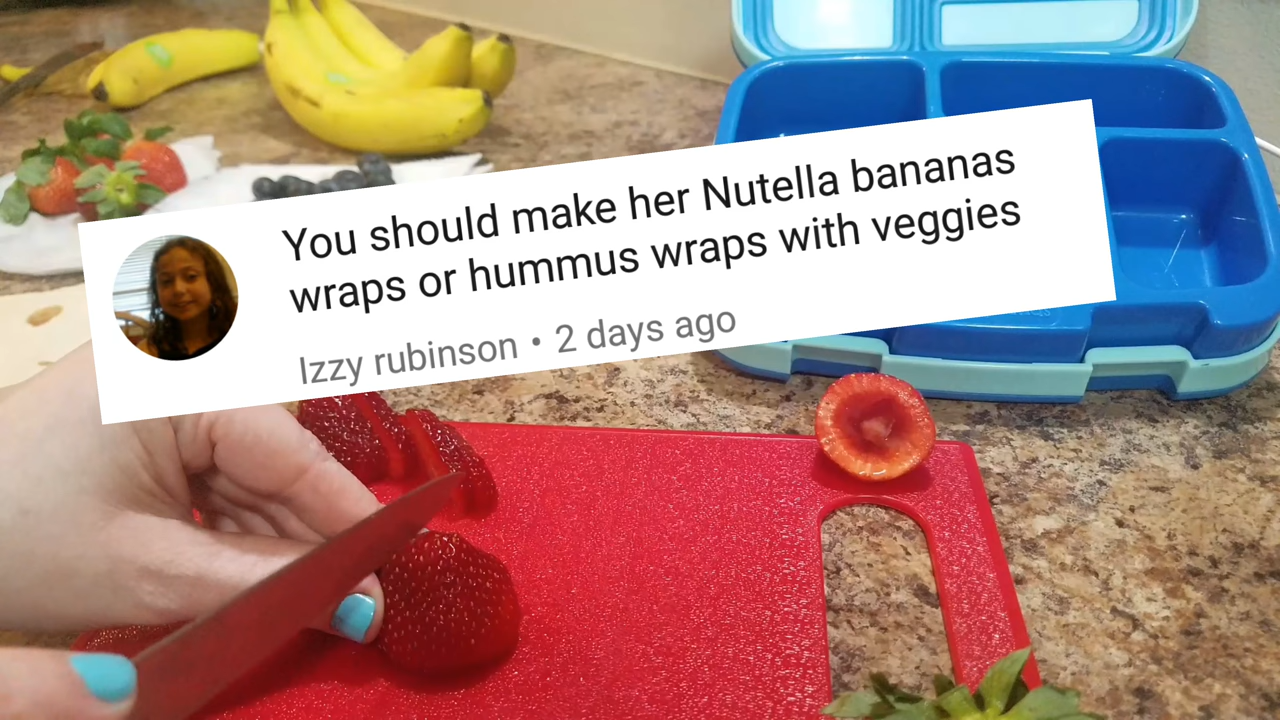 You should make her Nutella bananas
wraps or hummus wraps with veggies
Izzy rubinson • 2 days ago